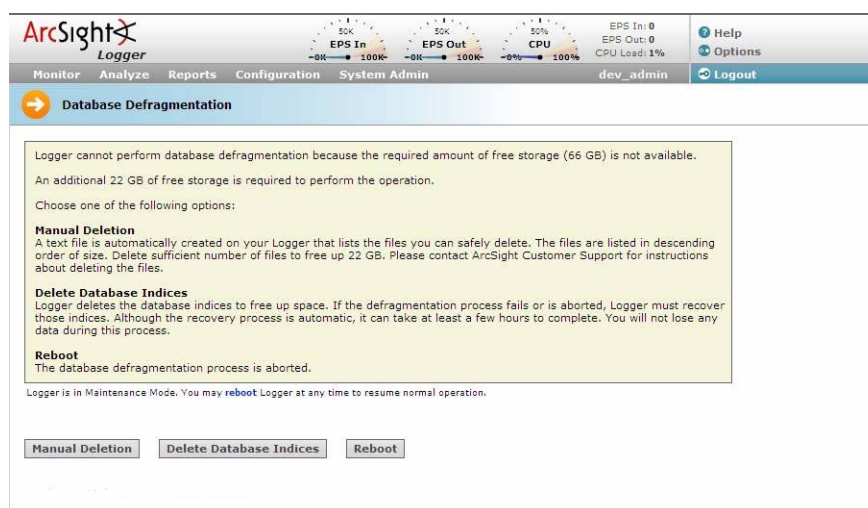 ArcSight
Logger
50K
EPS In
0K 100K
50K
EPS Out
0K 100K
50%
CPU
0% 100%
EPS In: 0
EPS Out: 0
CPU Load: 1%
Help
Options
Monitor Analyze Reports Configuration System Admin dev_admin Logout
Database Defragmentation
Logger cannot perform database defragmentation because the required amount of free storage (66 GB) is not available.
An additional 22 GB of free storage is required to perform the operation.
Choose one of the following options:
Manual Deletion
A text file is automatically created on your Logger that lists the files you can safely delete. The files are listed in descending
order of size. Delete sufficient number of files to free up 22 GB. Please contact ArcSight Customer Support for instructions
about deleting the files.
Delete Database Indices
Logger deletes the database indices to free up space. If the defragmentation process fails or is aborted, Logger must recover
those indices. Although the recovery process is automatic, it can take at least a few hours to complete. You will not lose any
data during this process.
Reboot
The database defragmentation process is aborted.
Logger is in Maintenance Mode. You may reboot Logger at any time to resume normal operation.
Manual Deletion Delete Database Indices Reboot